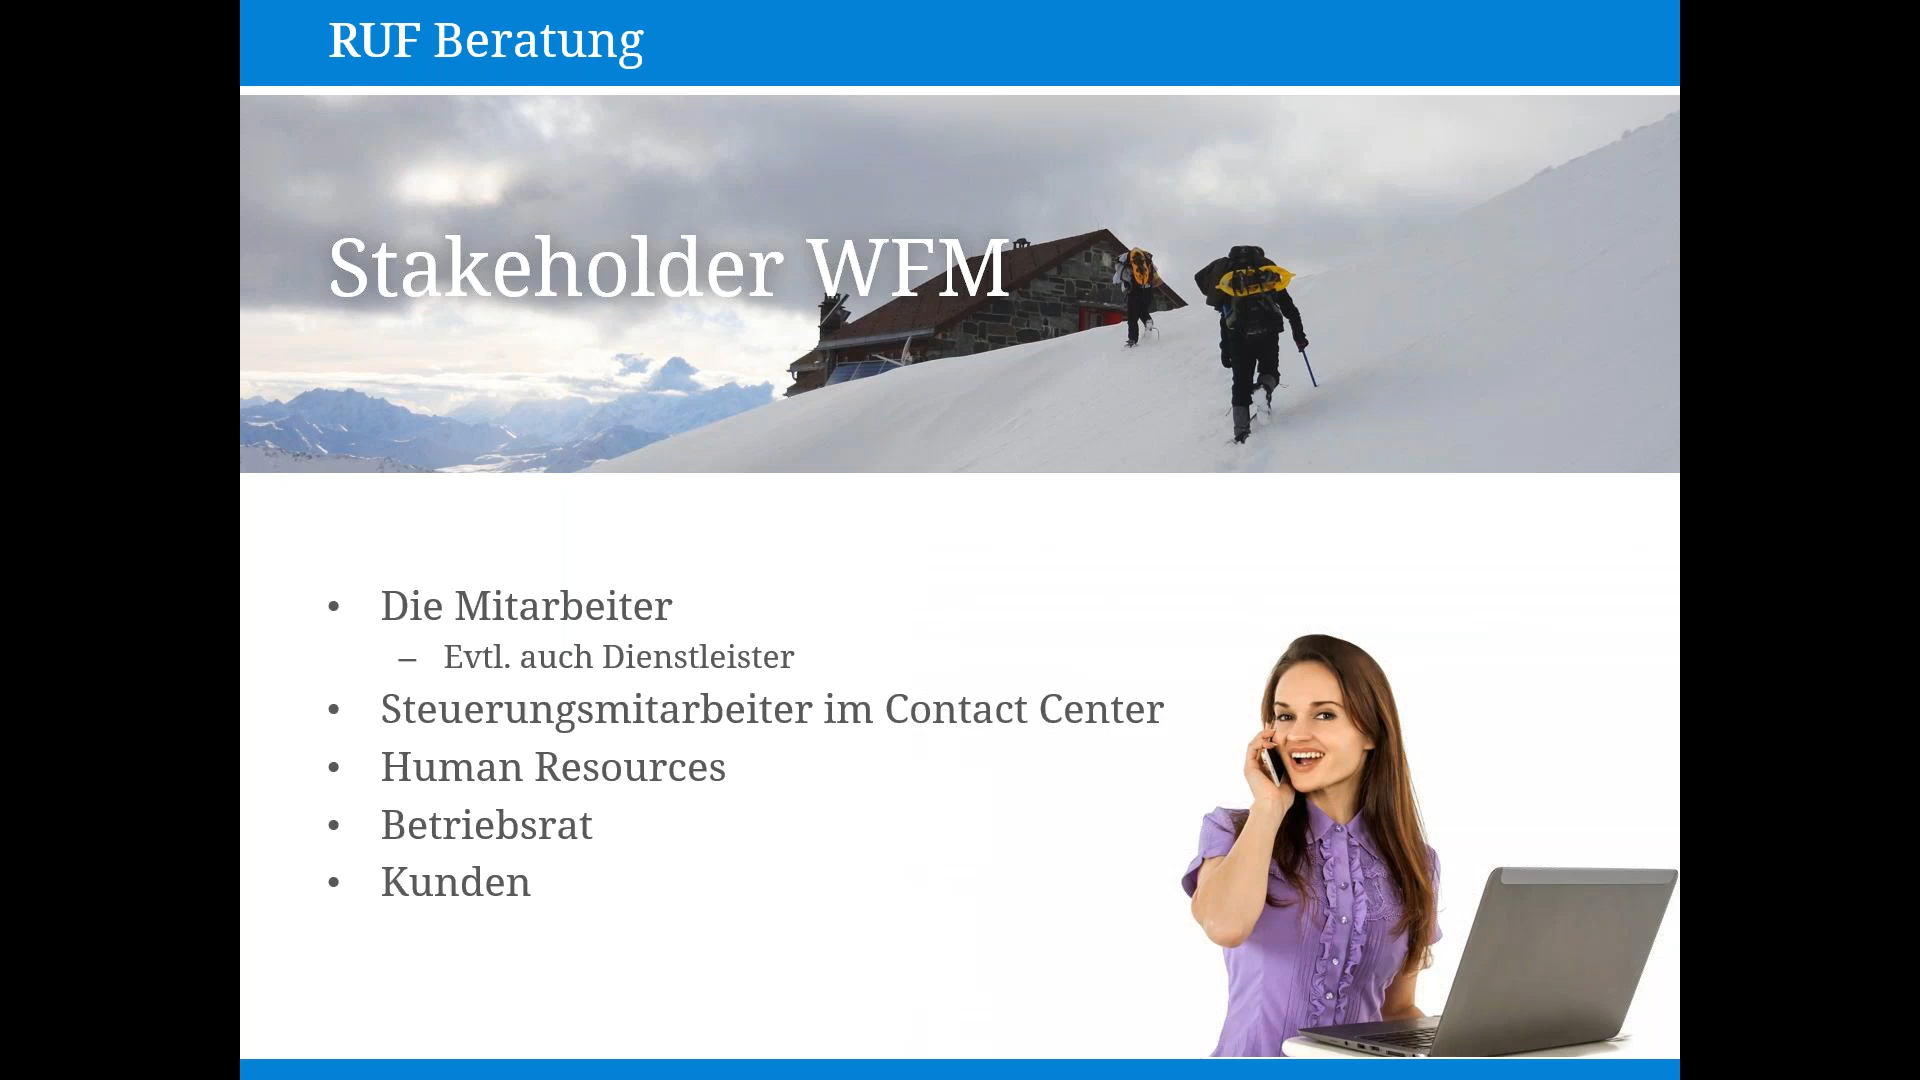 RUF Beratung
Stakeholder WFM
• Die Mitarbeiter
– Evtl. auch Dienstleister
• Steuerungsmitarbeiter im Contact Center
• Human Resources
• Betriebsrat
• Kunden